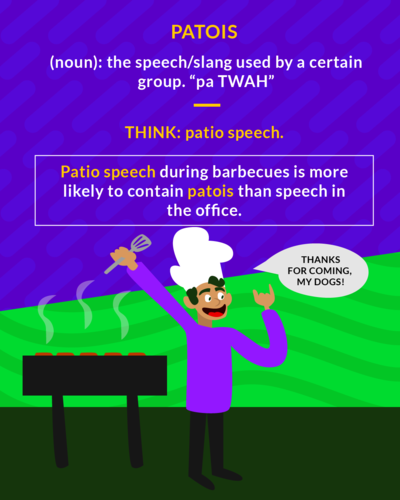 PATOIS
(noun): the speech/slang used by a certain
group. “pa TWAH”
THINK: patio speech.
Patio speech during barbecues is more
likely to contain patois than speech in
the office.
THANKS
FOR COMING,
MY DOGS!